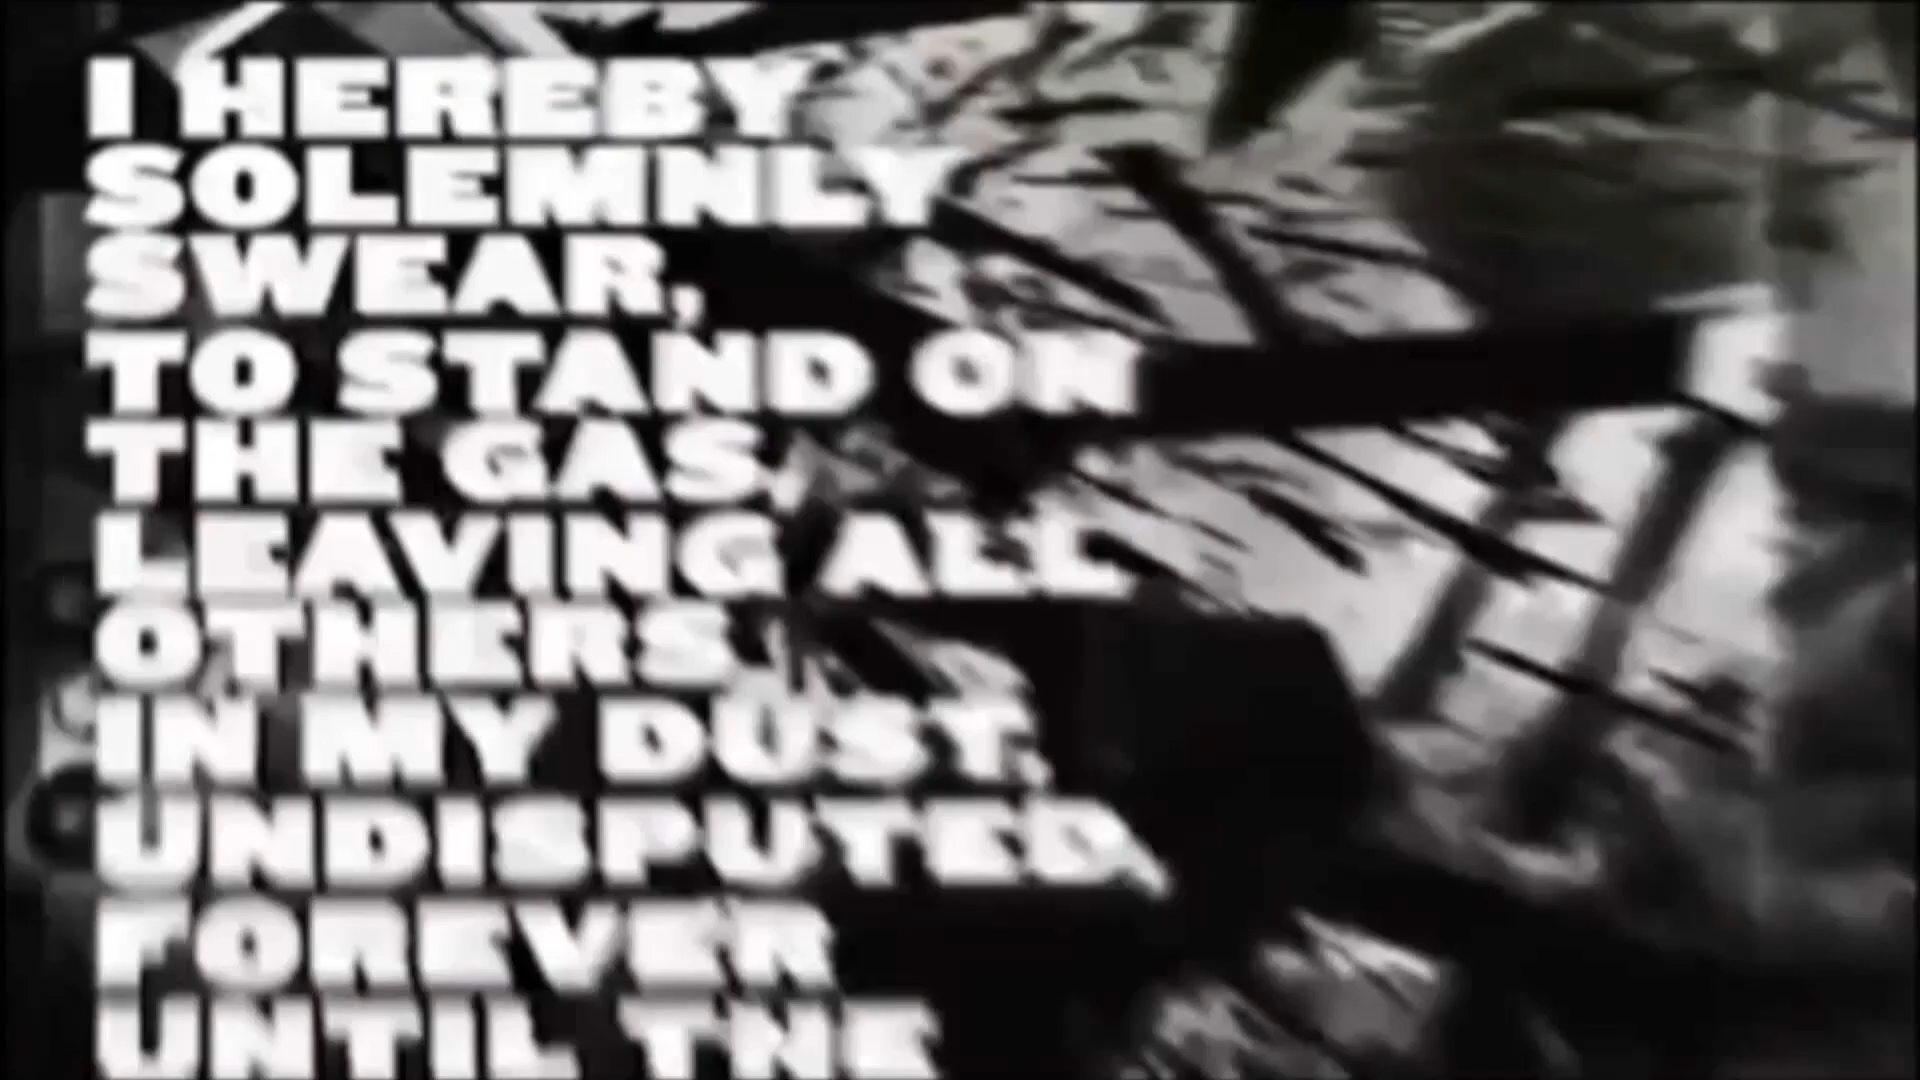 I HEREBY
SOLEMNLY
SWEAR,
TO STAND ON
THE GAS,
LEAVING ALL
OTHERS
IN MY DUST,
UNDISPUTED,
FOREVER
UNTIL THE